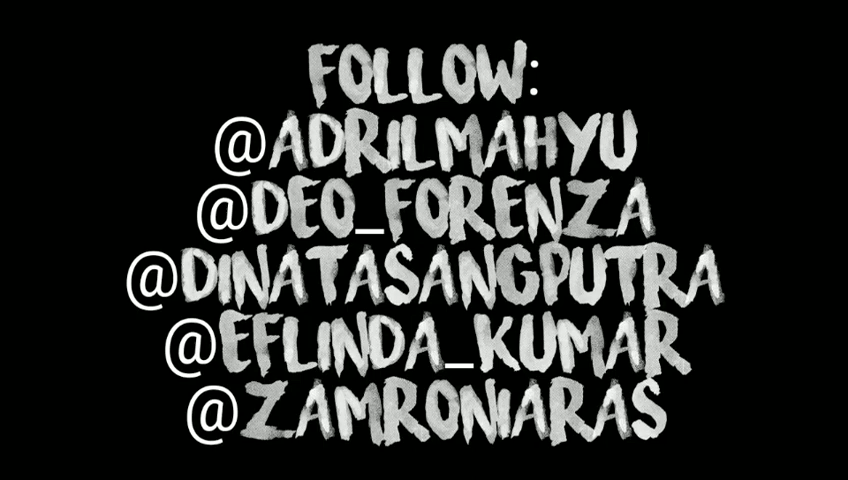 FOLLOW:
@ADRILMAHYU
@DEO_FORENZA
@DINATASANGPUTRA
@EFLINDA_KUMAR
@ZAMRONIARAS